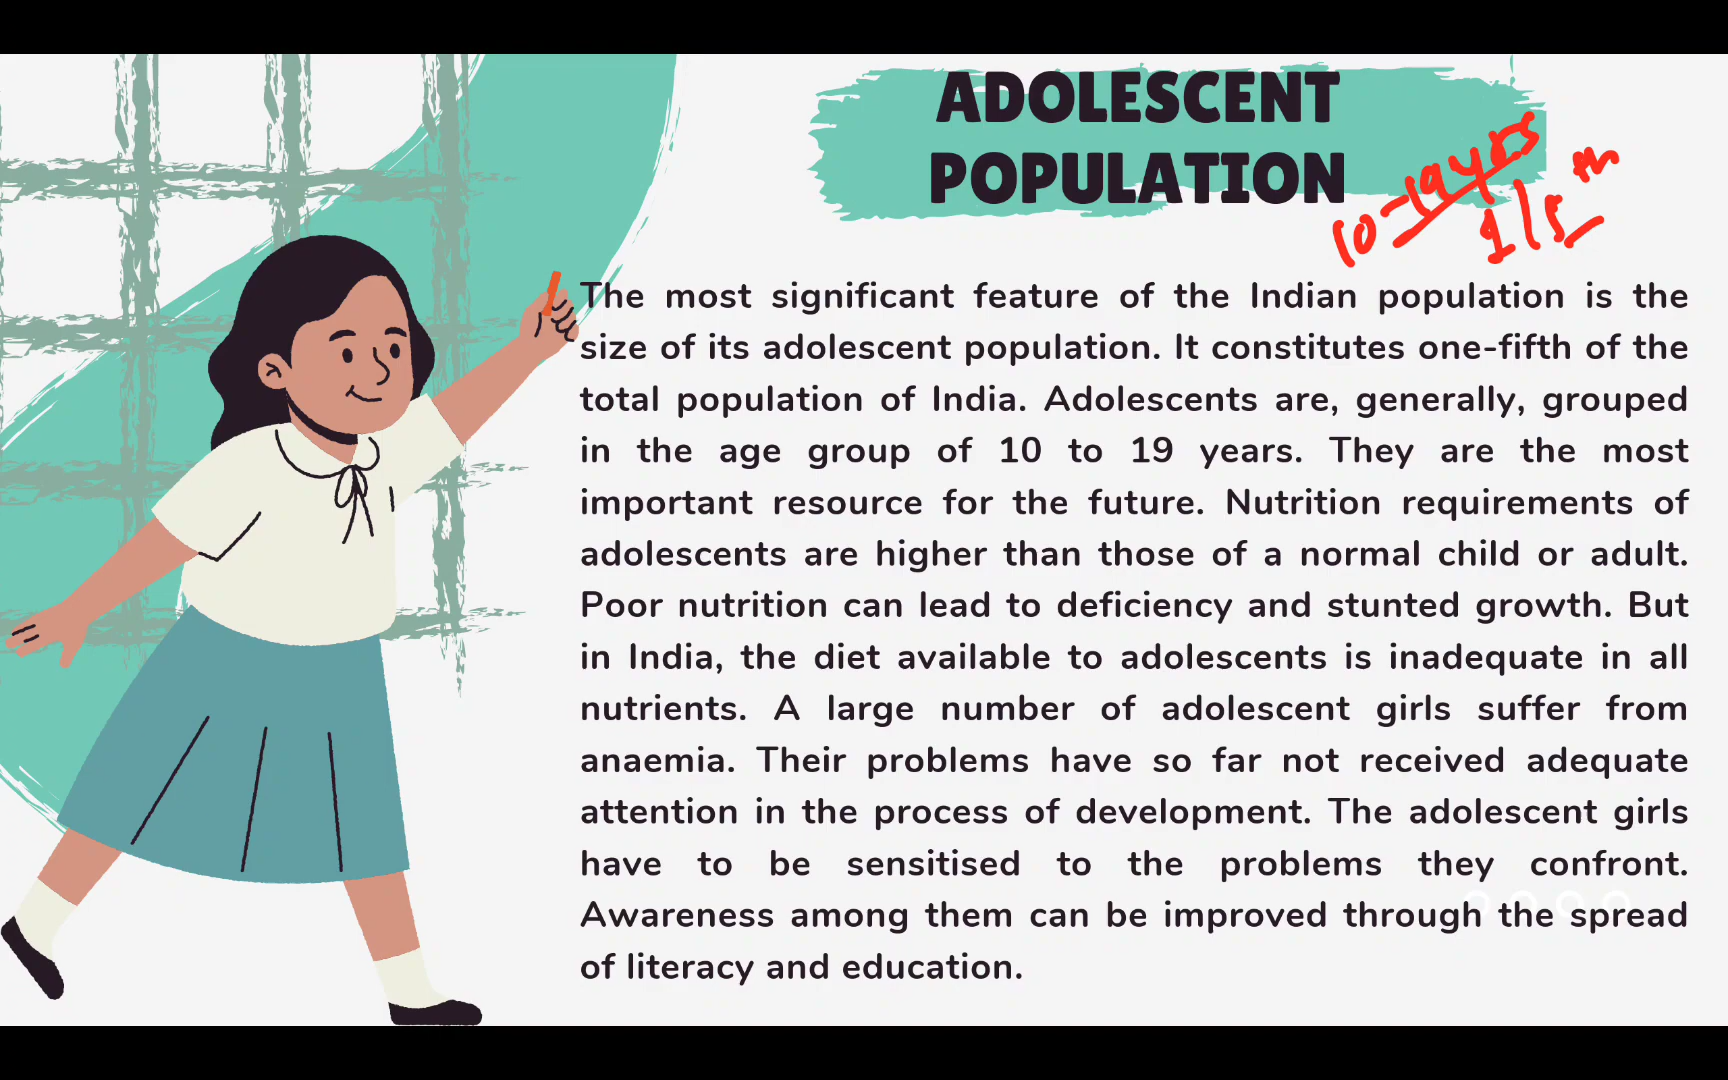 ADOLESCENT
POPULATION
10-19 years
1/5th
The most significant feature of the Indian population is the
size of its adolescent population. It constitutes one-fifth of the
total population of India. Adolescents are, generally, grouped
in the age group of 10 to 19 years. They are the most
important resource for the future. Nutrition requirements of
adolescents are higher than those of a normal child or adult.
Poor nutrition can lead to deficiency and stunted growth. But
in India, the diet available to adolescents is inadequate in all
nutrients. A large number of adolescent girls suffer from
anaemia. Their problems have so far not received adequate
attention in the process of development. The adolescent girls
have to be sensitised to the problems they confront.
Awareness among them can be improved through the spread
of literacy and education.